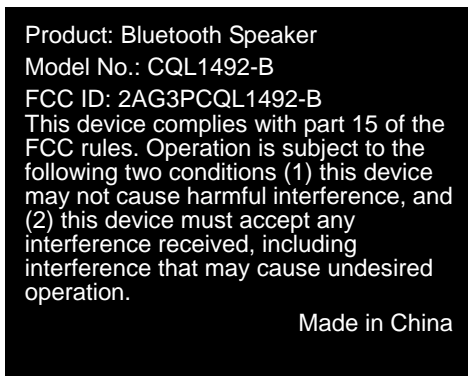 Product: Bluetooth Speaker
Model No.: CQL1492-B
FCC ID: 2AG3PCQL1492-B
This device complies with part 15 of the
FCC rules. Operation is subject to the
following two conditions (1) this device
may not cause harmful interference, and
(2) this device must accept any
interference received, including
interference that may cause undesired
operation.
Made in China